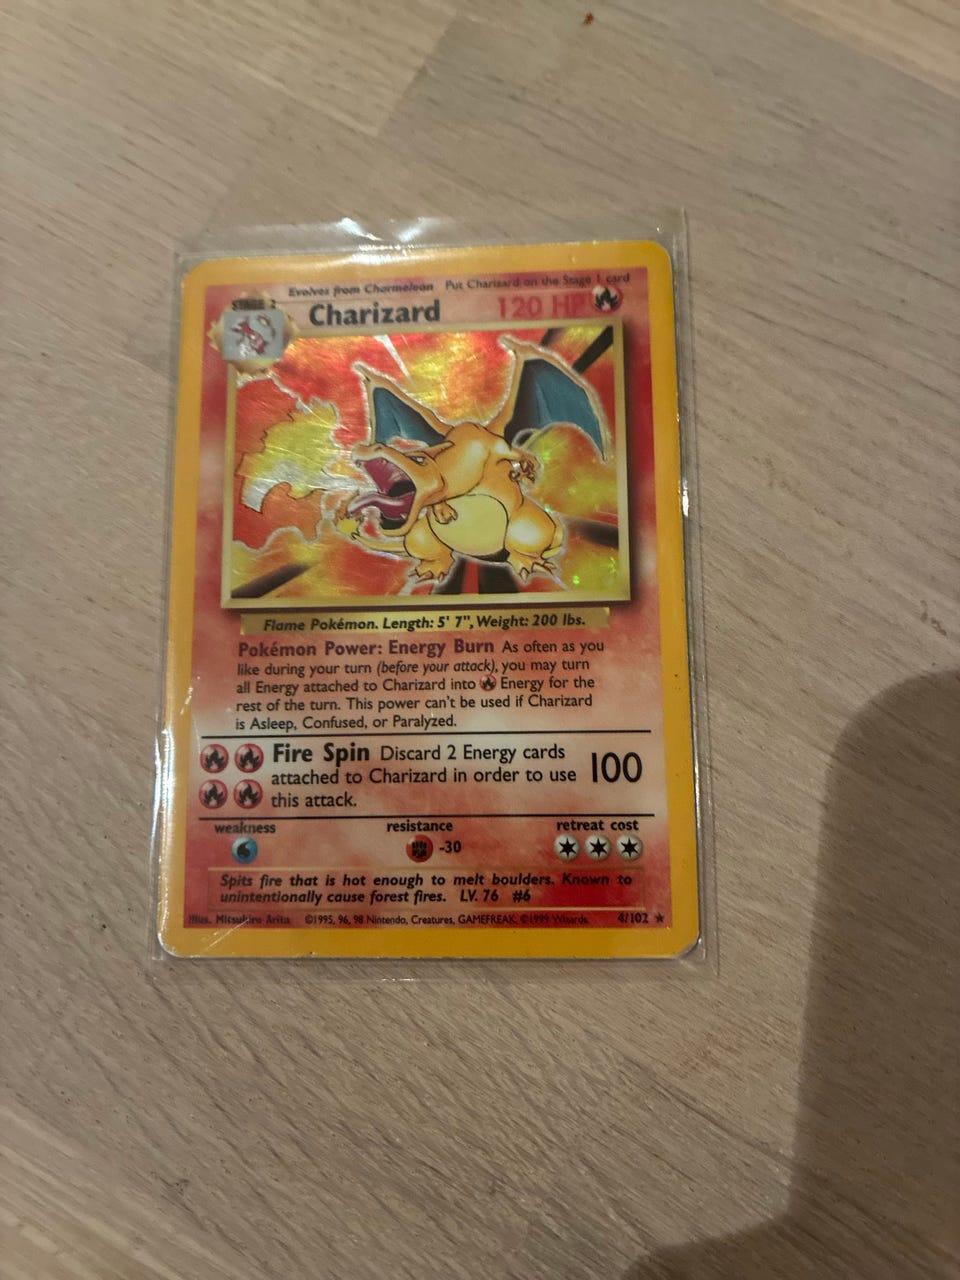 Evolves from Charmeleon Put Charizard on the Stage 1 card
STAGE 2
Charizard 120 HP
Flame Pokémon. Length: 5' 7", Weight: 200 lbs.
Pokémon Power: Energy Burn As often as you
like during your turn (before your attack), you may turn
all Energy attached to Charizard into Energy for the
rest of the turn. This power can't be used if Charizard
is Asleep, Confused, or Paralyzed.
Fire Spin Discard 2 Energy cards
attached to Charizard in order to use 100
this attack.
weakness resistance retreat cost
-30
Spits fire that is hot enough to melt boulders. Known to
unintentionally cause forest fires. LV. 76 #6
Illus. Mitsuhiro Arita ©1995, 96, 98 Nintendo, Creatures, GAMEFREAK. ©1999 Wizards. 4/102 ★